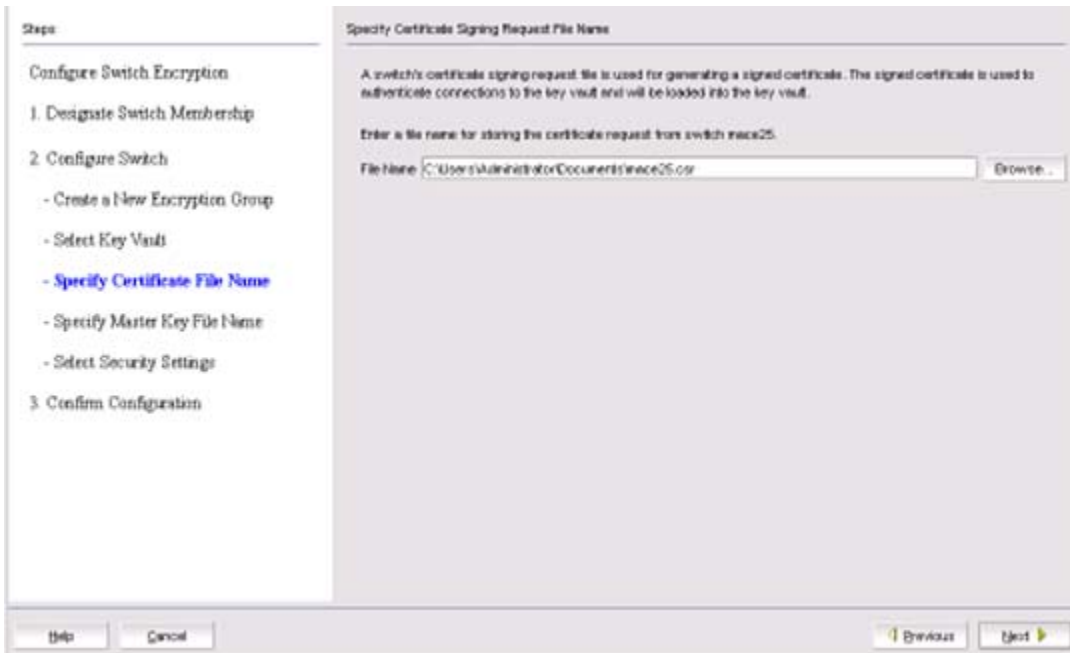 Steps:
Configure Switch Encryption
1. Designate Switch Membership
2. Configure Switch
- Create a New Encryption Group
- Select Key Vault
- Specify Certificate File Name
- Specify Master Key File Name
- Select Security Settings
3. Confirm Configuration
Specify Certificate Signing Request File Name
A switch's certificate signing request file is used for generating a signed certificate. The signed certificate is used to
authenticate connections to the key vault and will be loaded into the key vault.
Enter a file name for storing the certificate request from switch mace25.
File Name C:\Users\Administrator\Documents\mace25.csr Browse...
Help Cancel Previous Next